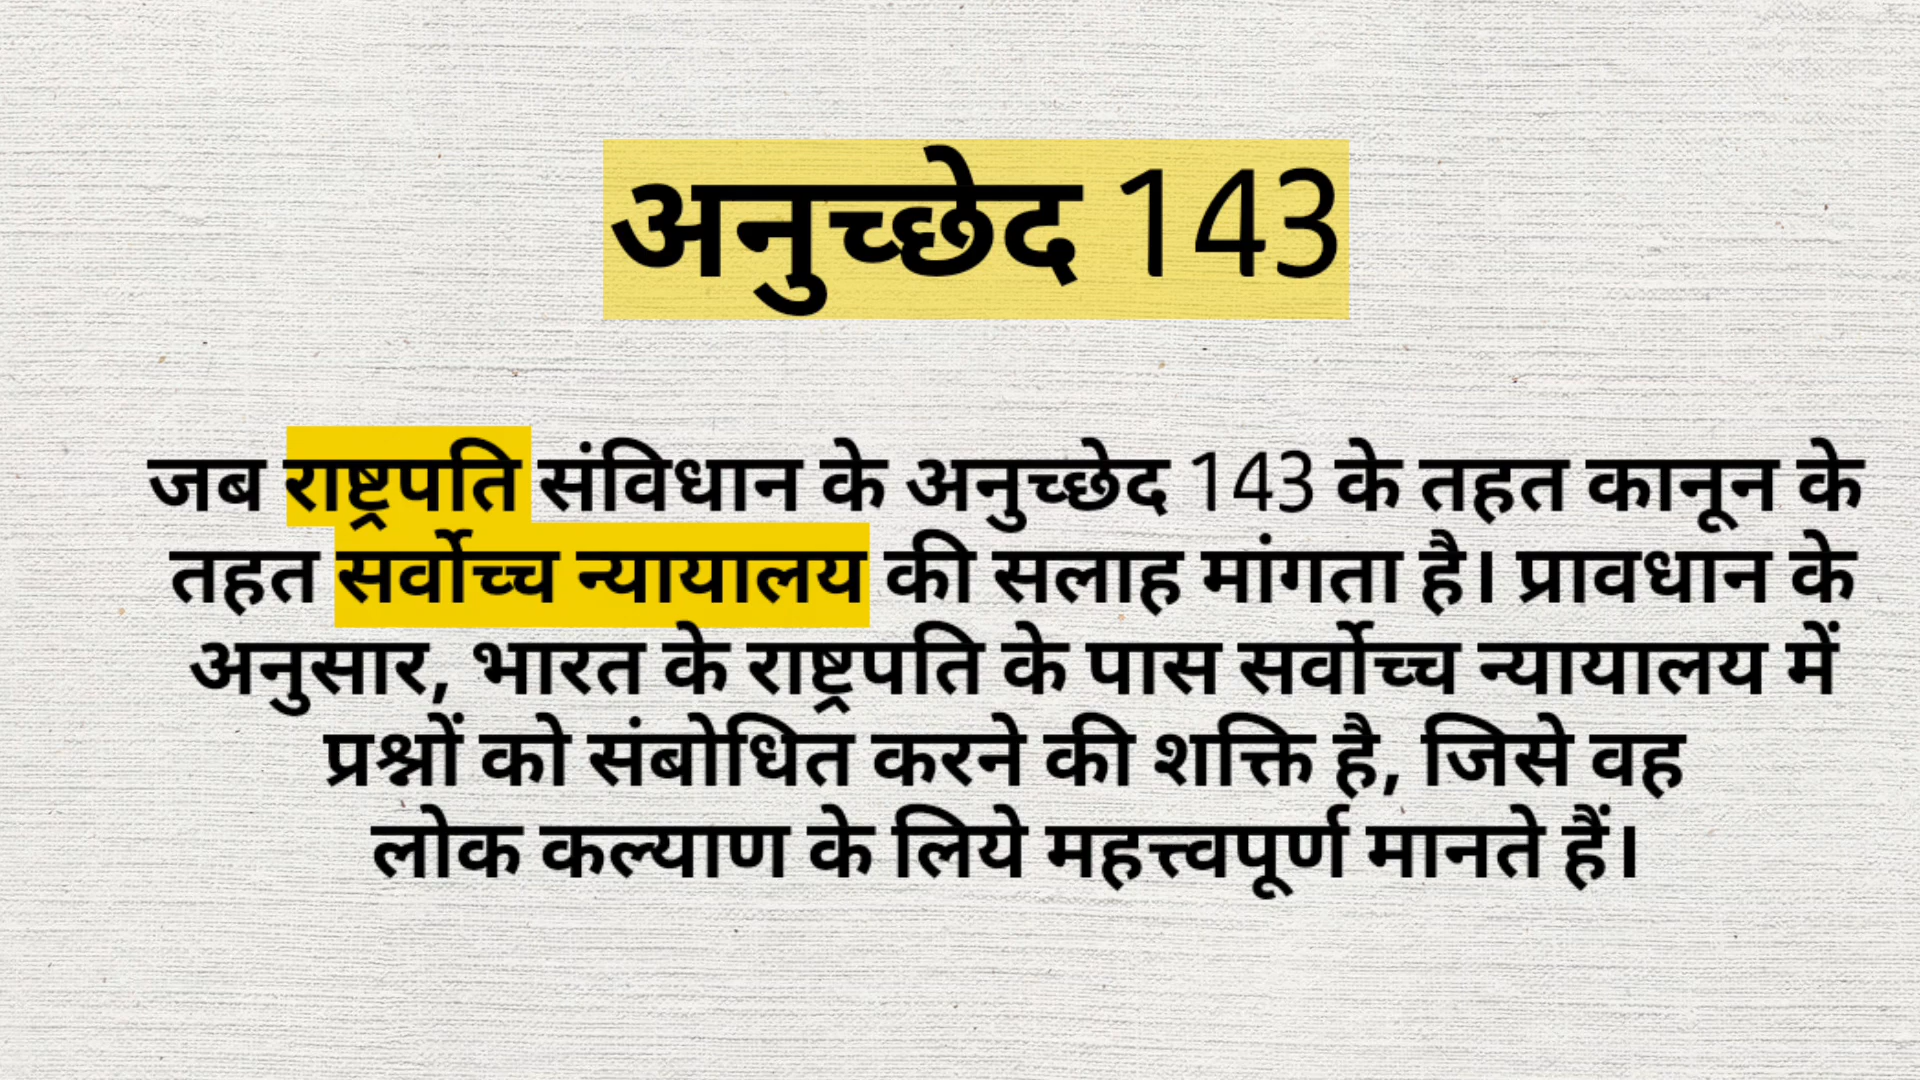 अनुच्छेद 143
जब राष्ट्रपति संविधान के अनुच्छेद 143 के तहत कानून के
तहत सर्वोच्च न्यायालय की सलाह मांगता है। प्रावधान के
अनुसार, भारत के राष्ट्रपति के पास सर्वोच्च न्यायालय में
प्रश्नों को संबोधित करने की शक्ति है, जिसे वह
लोक कल्याण के लिये महत्त्वपूर्ण मानते हैं।